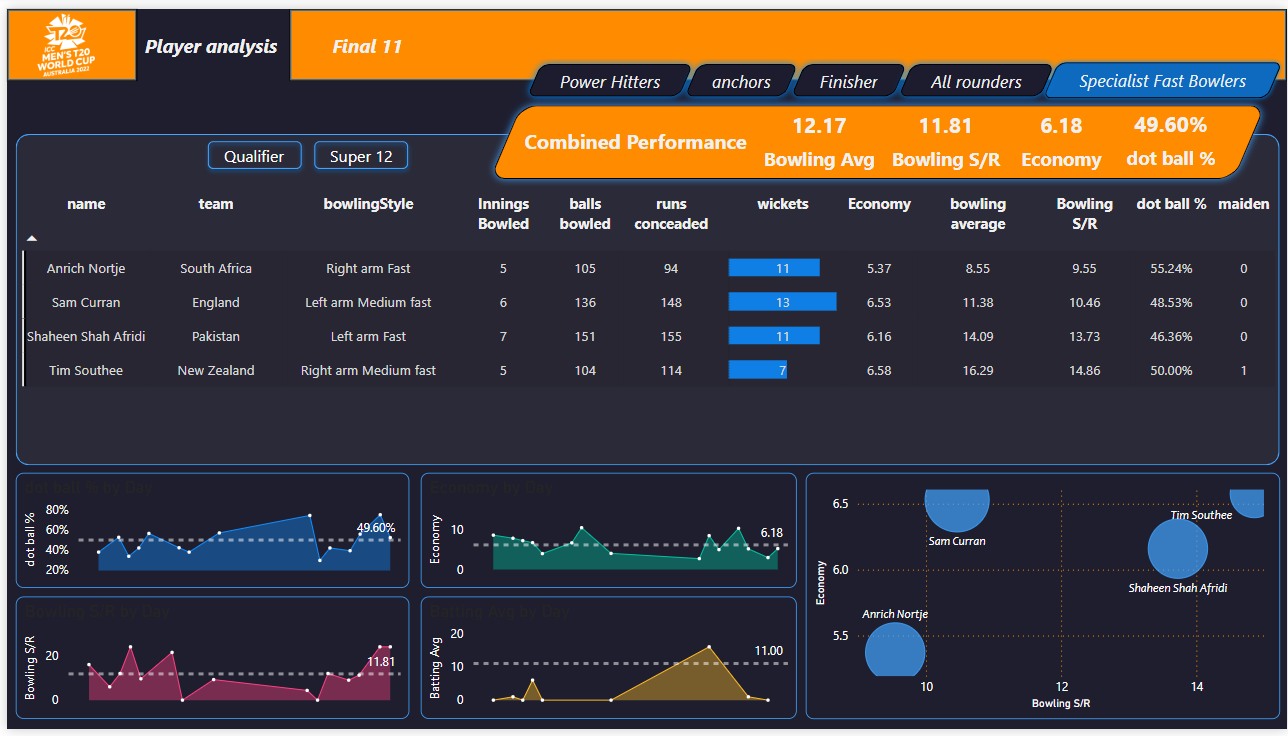 T20
ICC
MEN'S T20
WORLD CUP
AUSTRALIA 2022
Player analysis
Final 11
Power Hitters
anchors
Finisher
All rounders
Specialist Fast Bowlers
Combined Performance
12.17 11.81 6.18 49.60%
Bowling Avg Bowling S/R Economy dot ball %
Qualifier
Super 12
name team bowlingStyle Innings Bowled balls bowled runs conceaded wickets Economy bowling average Bowling S/R dot ball % maiden
Anrich Nortje South Africa Right arm Fast 5 105 94 11 5.37 8.55 9.55 55.24% 0
Sam Curran England Left arm Medium fast 6 136 148 13 6.53 11.38 10.46 48.53% 0
Shaheen Shah Afridi Pakistan Left arm Fast 7 151 155 11 6.16 14.09 13.73 46.36% 0
Tim Southee New Zealand Right arm Medium fast 5 104 114 7 6.58 16.29 14.86 50.00% 1
dot ball % by Day
dot ball %
80%
60%
40%
20%
49.60%
Economy by Day
Economy
10
0
6.18
Bowling S/R by Day
Bowling S/R
20
0
11.81
Batting Avg by Day
Batting Avg
20
10
0
11.00
Economy
6.5
6.0
5.5
Tim Southee
Sam Curran
Shaheen Shah Afridi
Anrich Nortje
10 12 14
Bowling S/R